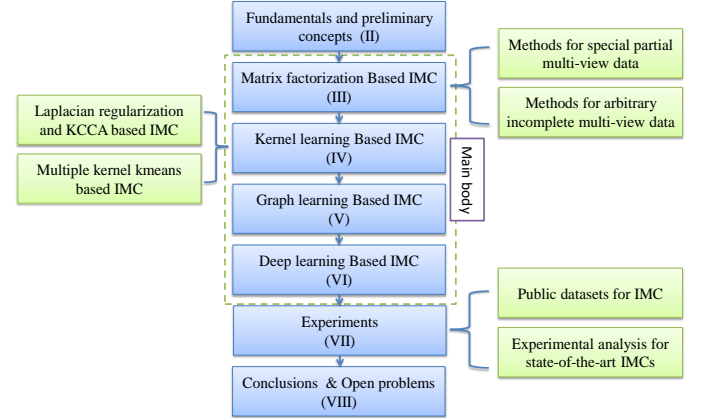 Fundamentals and preliminary
concepts (II)
Matrix factorization Based IMC
(III)
Methods for special partial
multi-view data
Methods for arbitrary
incomplete multi-view data
Laplacian regularization
and KCCA based IMC
Multiple kernel kmeans
based IMC
Kernel learning Based IMC
(IV)
Main body
Graph learning Based IMC
(V)
Deep learning Based IMC
(VI)
Experiments
(VII)
Public datasets for IMC
Experimental analysis for
state-of-the-art IMCs
Conclusions & Open problems
(VIII)